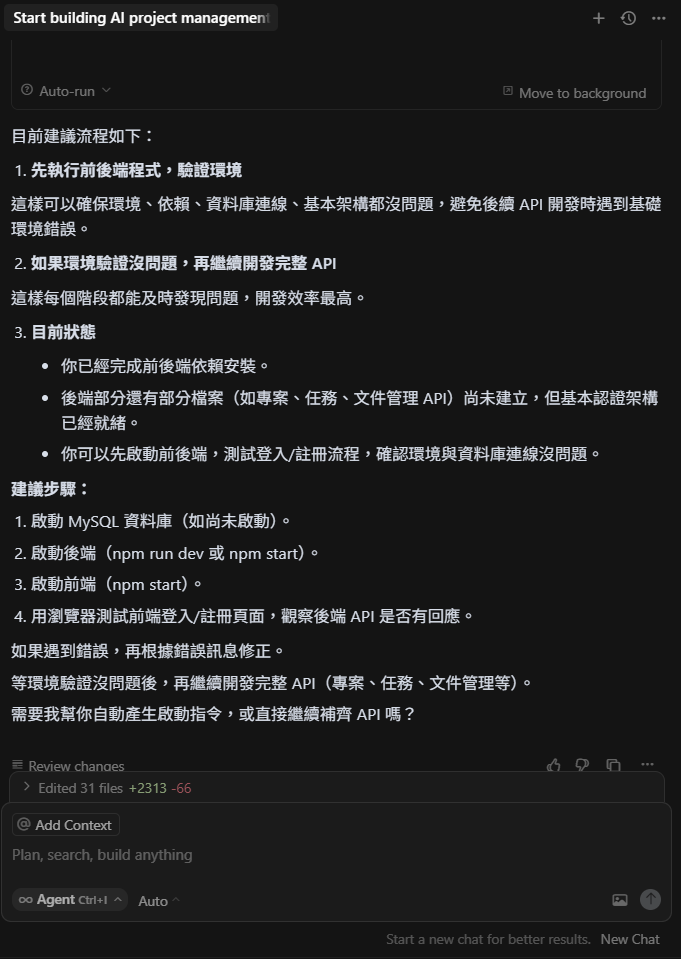 Start building AI project management
Auto-run
Move to background
目前建議流程如下：
1. 先執行前後端程式，驗證環境
這樣可以確保環境、依賴、資料庫連線、基本架構都沒問題，避免後續 API 開發時遇到基礎
環境錯誤。
2. 如果環境驗證沒問題，再繼續開發完整 API
這樣每個階段都能及時發現問題，開發效率最高。
3. 目前狀態
• 你已經完成前後端依賴安裝。
• 後端部分還有部分檔案（如專案、任務、文件管理 API）尚未建立，但基本認證架構
已經就緒。
• 你可以先啟動前後端，測試登入/註冊流程，確認環境與資料庫連線沒問題。
建議步驟：
1. 啟動 MySQL 資料庫（如尚未啟動）。
2. 啟動後端（npm run dev 或 npm start）。
3. 啟動前端（npm start）。
4. 用瀏覽器測試前端登入/註冊頁面，觀察後端 API 是否有回應。
如果遇到錯誤，再根據錯誤訊息修正。
等環境驗證沒問題後，再繼續開發完整 API（專案、任務、文件管理等）。
需要我幫你自動產生啟動指令，或直接繼續補齊 API 嗎？
Review changes
Edited 31 files +2313 -66
@ Add Context
Plan, search, build anything
∞ Agent Ctrl+I
Auto
Start a new chat for better results. New Chat